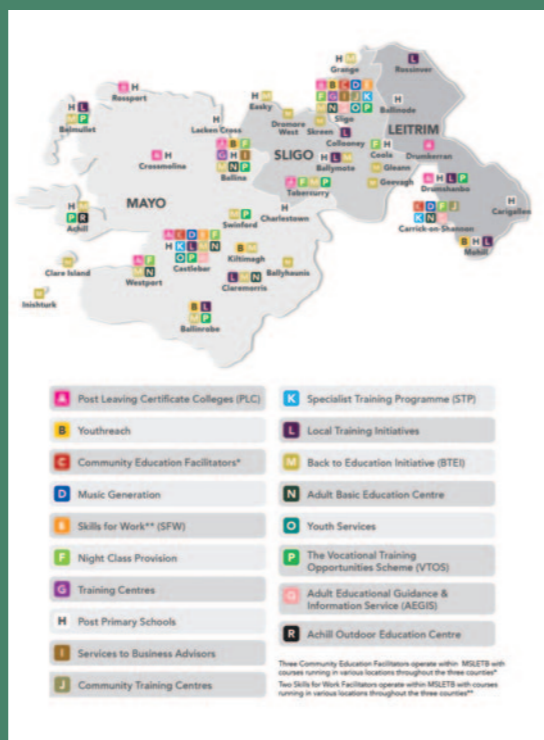 H M
Grange
L
Rossinver
A H
Rossport
A B C D E
F G I J K
M N Q O P
Sligo
H
Ballinode
H L
M P
Belmullet
H M
Easky
M
Dromore
West
M
Skreen
L
Collooney
LEITRIM
H
Lacken Cross
A B F
G H I
M N P
Ballina
SLIGO
F H
Coola
A
Drumkerran
A H
Crossmolina
H L M
Ballymote
M
Gleann
M
Geevagh
A H L P
Drumshanbo
J F M P
Tobercurry
H
Carrigallen
MAYO
H M
P R
Achill
M P
Swinford
H
Charlestown
C D F J
K N Q
Carrick-on-Shannon
A C D E F
H K L M N
O P Q
Castlebar
B M
Kiltimagh
M
Ballyhaunis
B H L
Mohill
M
Clare Island
A F
M N
Westport
L M N
Claremorris
M
Inishturk
B L
M P
Ballinrobe
A Post Leaving Certificate Colleges (PLC)
B Youthreach
C Community Education Facilitators*
D Music Generation
E Skills for Work** (SFW)
F Night Class Provision
G Training Centres
H Post Primary Schools
I Services to Business Advisors
J Community Training Centres
K Specialist Training Programme (STP)
L Local Training Initiatives
M Back to Education Initiative (BTEI)
N Adult Basic Education Centre
O Youth Services
P The Vocational Training
Opportunities Scheme (VTOS)
Q Adult Educational Guidance &
Information Service (AEGIS)
R Achill Outdoor Education Centre
Three Community Education Facilitators operate within MSLETB with
courses running in various locations throughout the three counties*
Two Skills for Work Facilitators operate within MSLETB with courses
running in various locations throughout the three counties**